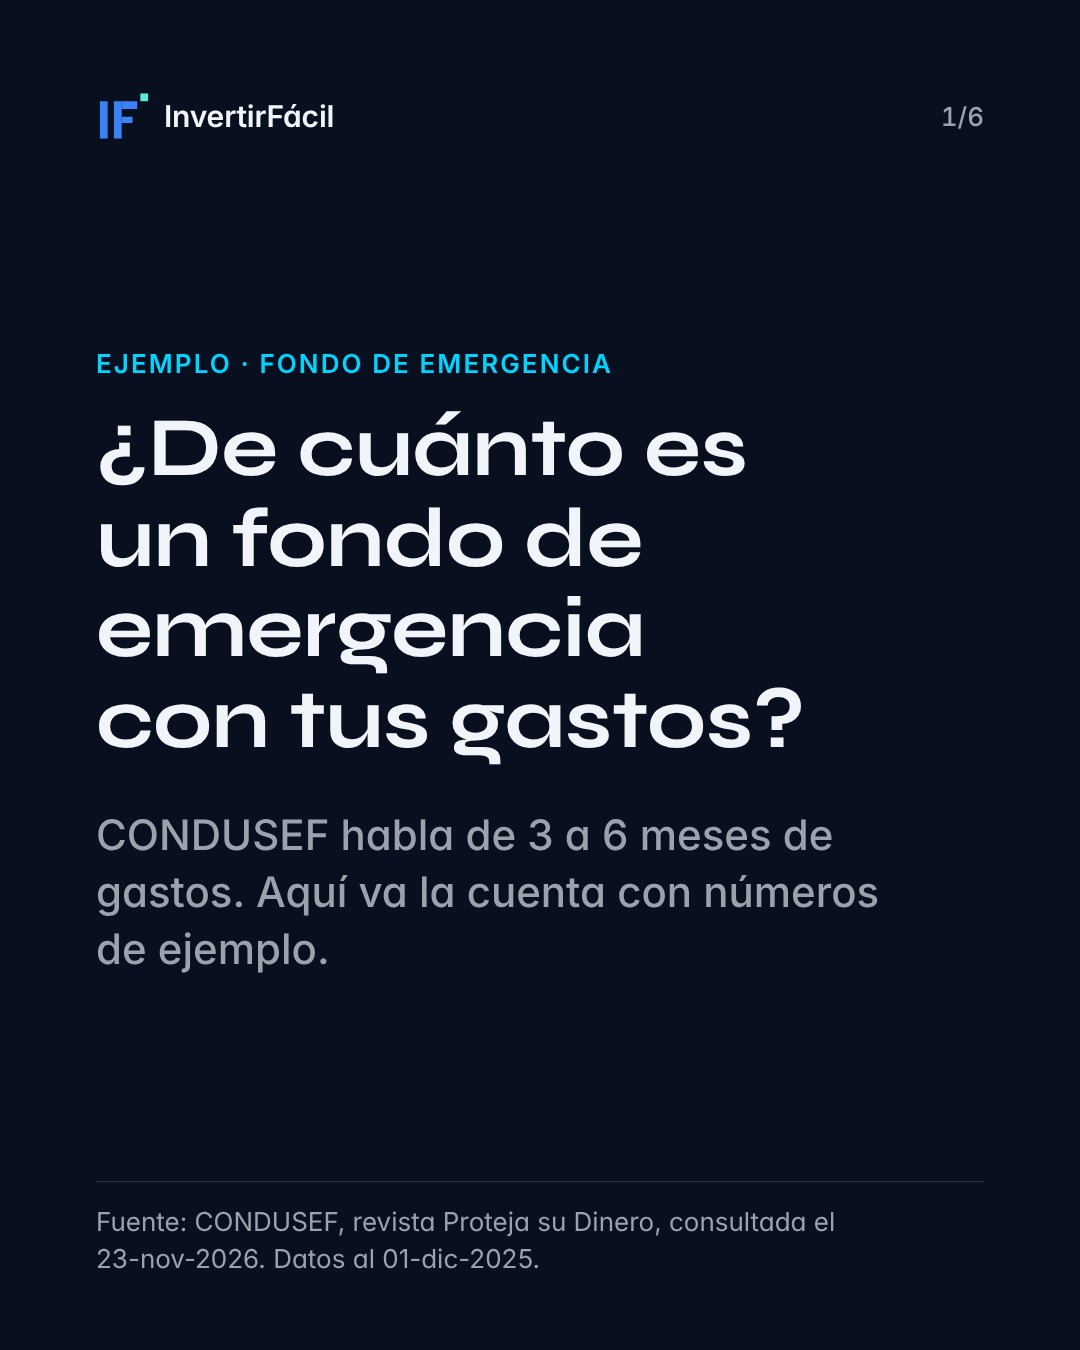 IF InvertirFácil
1/6
EJEMPLO · FONDO DE EMERGENCIA
¿De cuánto es
un fondo de
emergencia
con tus gastos?
CONDUSEF habla de 3 a 6 meses de
gastos. Aquí va la cuenta con números
de ejemplo.
Fuente: CONDUSEF, revista Proteja su Dinero, consultada el
23-nov-2026. Datos al 01-dic-2025.